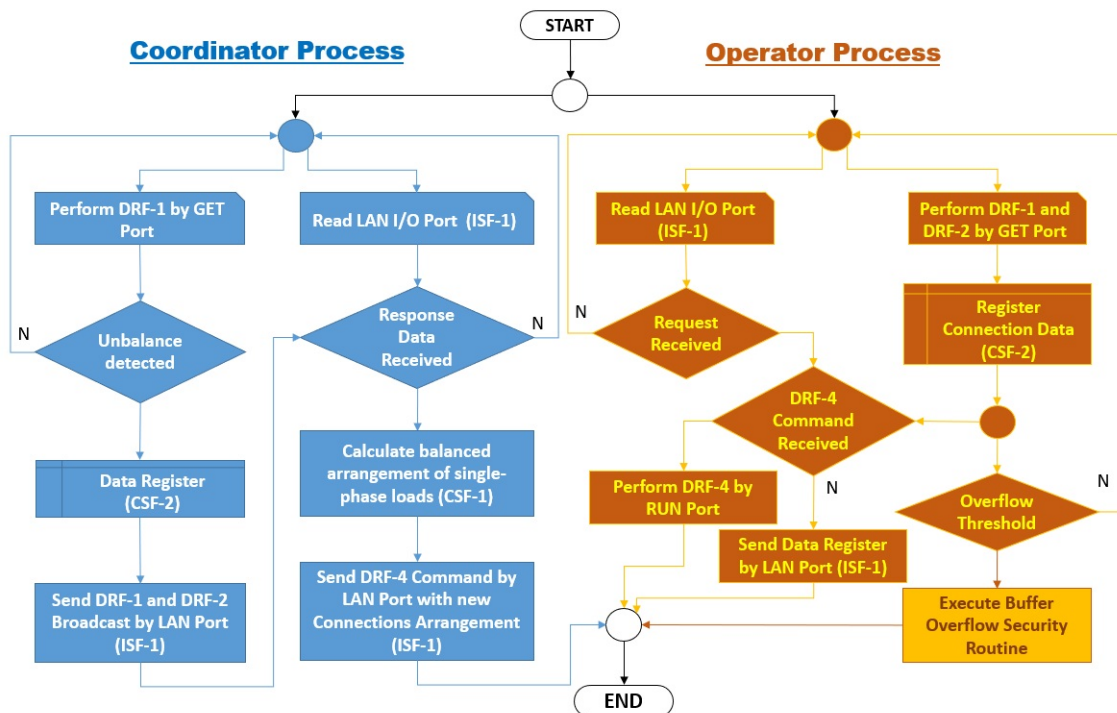 START
Coordinator Process
Operator Process
Perform DRF-1 by GET
Port
Read LAN I/O Port (ISF-1)
Read LAN I/O Port
(ISF-1)
Perform DRF-1 and
DRF-2 by GET Port
N
Unbalance
detected
Response
Data
Received
N
N
Request
Received
Register
Connection Data
(CSF-2)
DRF-4
Command
Received
Data Register
(CSF-2)
Calculate balanced
arrangement of single-
phase loads (CSF-1)
Perform DRF-4 by
RUN Port
N
Overflow
Threshold
N
Send Data Register
by LAN Port (ISF-1)
Send DRF-1 and DRF-2
Broadcast by LAN Port
(ISF-1)
Send DRF-4 Command by
LAN Port with new
Connections Arrangement
(ISF-1)
Execute Buffer
Overflow Security
Routine
END